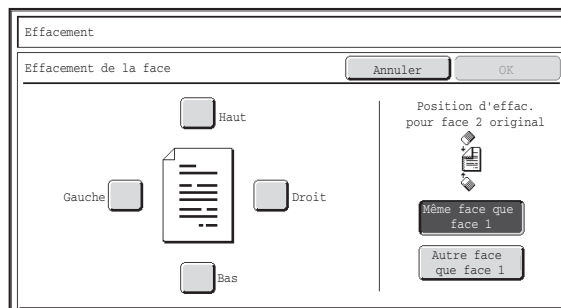 Effacement
Effacement de la face
Annuler
OK
Haut
Gauche
Droit
Bas
Position d'effac.
pour face 2 original
Même face que
face 1
Autre face
que face 1